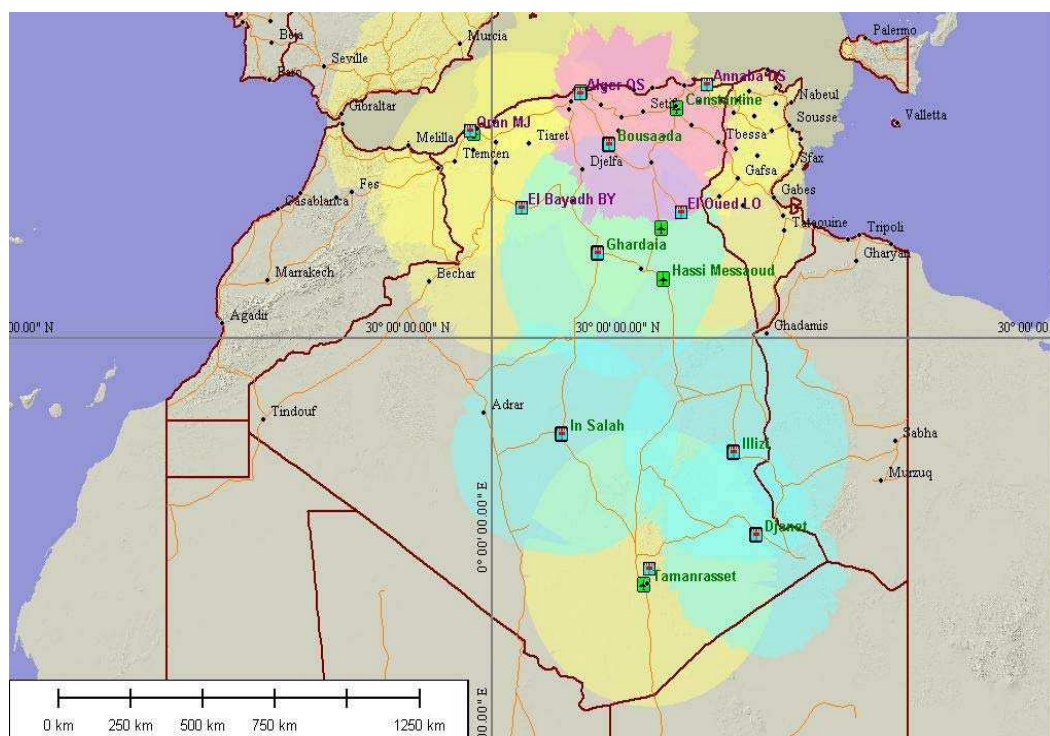 Palermo
Beja
Murcia
Seville
Faro
Alger QS
Annaba DS
Nabeul
Constantine
Setif
Gibraltar
Valletta
Sousse
Oran MJ
Melilla
Bousaada
Tbessa
Tiaret
Tlemcen
Djelfa
Sfax
Gafsa
Fes
Gabes
Casablanca
El Bayadh BY
El Oued LO
Tataouine
Tripoli
Ghardaia
Gharyan
Marrakech
Bechar
Hassi Messaoud
Agadir
00.00" N
30° 00' 00.00" N
30° 00' 00.00" N
30° 00' 00
Ghadamis
Tindouf
Adrar
In Salah
Illizi
Sabha
Murzuq
0° 00' 00.00" E
Djanet
Tamanrasset
00.00" E
0 km
250 km
500 km
750 km
1250 km